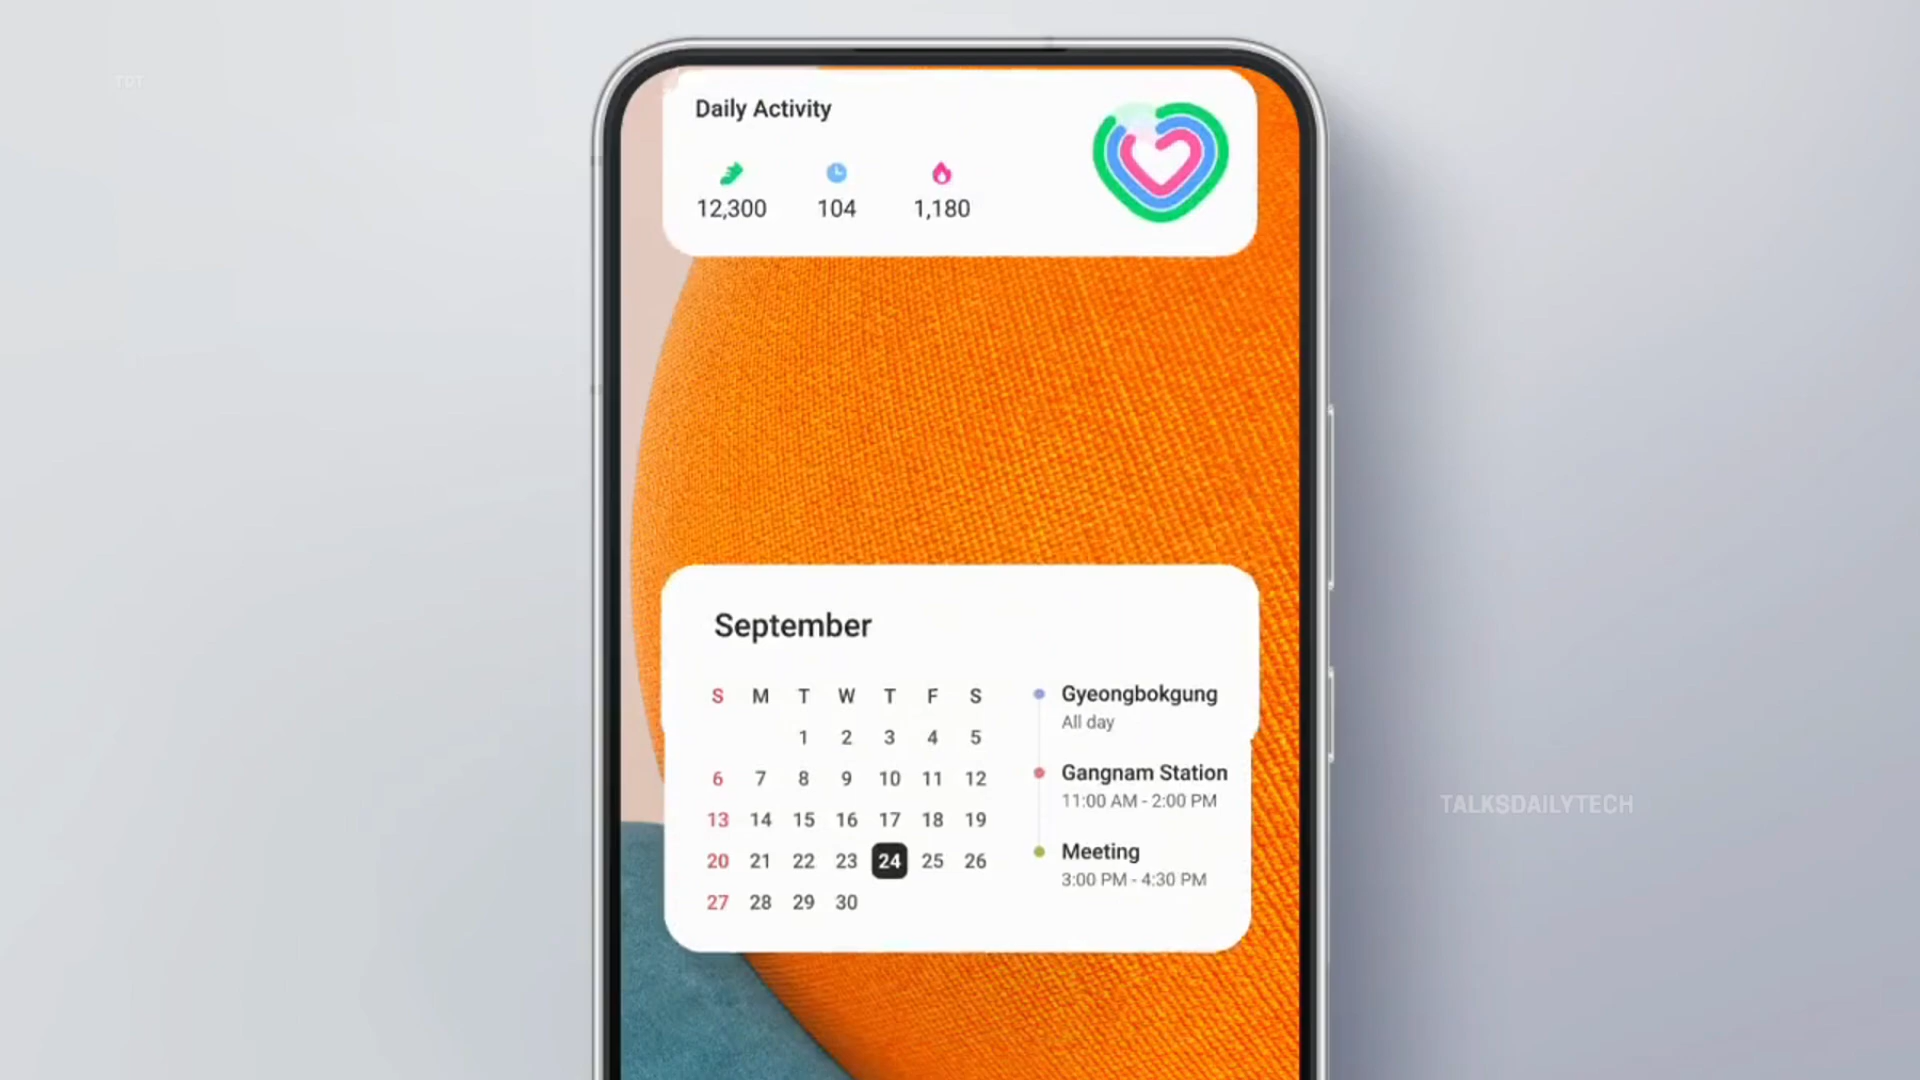 TDT
Daily Activity
12,300 104 1,180
September
S M T W T F S
1 2 3 4 5
6 7 8 9 10 11 12
13 14 15 16 17 18 19
20 21 22 23 24 25 26
27 28 29 30
Gyeongbokgung
All day
Gangnam Station
11:00 AM - 2:00 PM
Meeting
3:00 PM - 4:30 PM
TALKSDAILYTECH